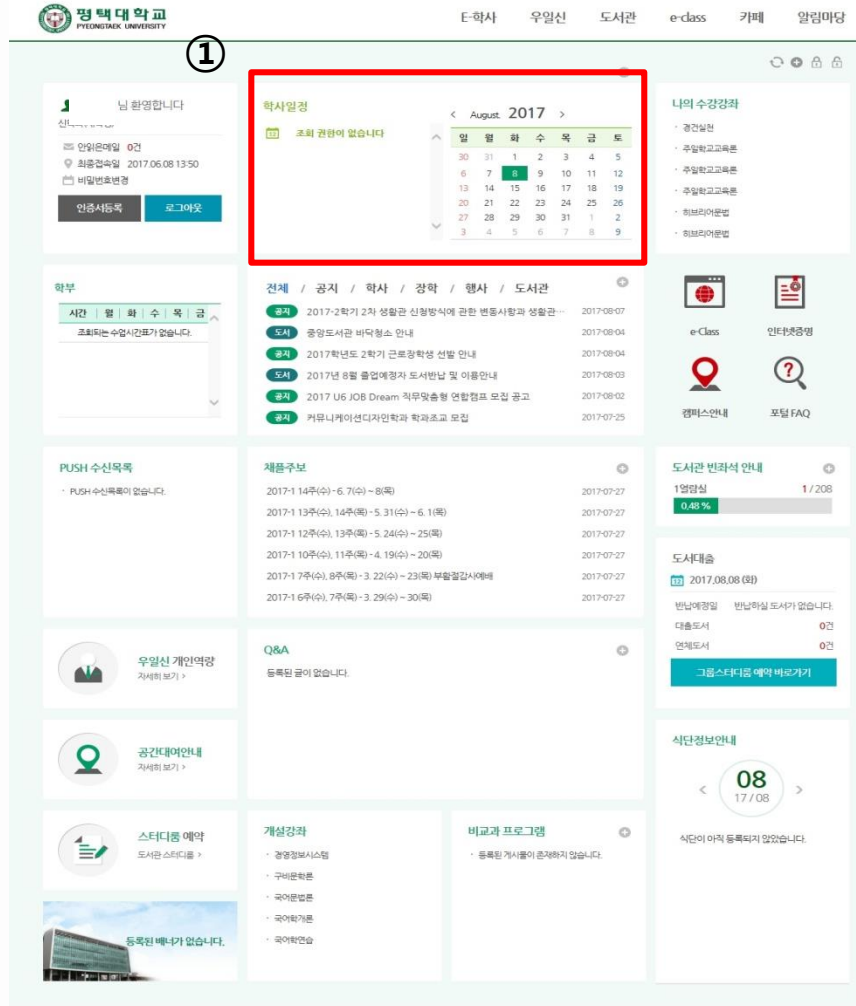 평택대학교
PYEONGTAEK UNIVERSITY
E-학사 우일신 도서관 e-class 카페 알림마당
①
님 환영합니다
안읽은메일 0건
최종접속일 2017.06.08 13:50
비밀번호변경
인증서등록 로그아웃
학사일정
조회 권한이 없습니다
< August 2017 >
일 월 화 수 목 금 토
30 31 1 2 3 4 5
6 7 8 9 10 11 12
13 14 15 16 17 18 19
20 21 22 23 24 25 26
27 28 29 30 31 1 2
3 4 5 6 7 8 9
나의 수강강좌
· 경건실천
· 주일학교교육론
· 주일학교교육론
· 주일학교교육론
· 히브리어문법
· 히브리어문법
학부
시간 월 화 수 목 금
조회되는 수업시간표가 없습니다.
전체 / 공지 / 학사 / 장학 / 행사 / 도서관
공지 2017-2학기 2차 생활관 신청방식에 관한 변동사항과 생활관… 2017-08-07
도서 중앙도서관 바닥청소 안내 2017-08-04
공지 2017학년도 2학기 근로장학생 선발 안내 2017-08-04
도서 2017년 8월 졸업예정자 도서반납 및 이용안내 2017-08-03
공지 2017 U6 JOB Dream 직무맞춤형 연합캠프 모집 공고 2017-08-02
공지 커뮤니케이션디자인학과 학과조교 모집 2017-07-25
e-Class 인터넷증명
캠퍼스안내 포털 FAQ
PUSH 수신목록
· PUSH 수신목록이 없습니다.
채플주보
2017-1 14주(수) - 6. 7(수) ~ 8(목) 2017-07-27
2017-1 13주(수), 14주(목) - 5. 31(수) ~ 6. 1(목) 2017-07-27
2017-1 12주(수), 13주(목) - 5. 24(수) ~ 25(목) 2017-07-27
2017-1 10주(수), 11주(목) - 4. 19(수) ~ 20(목) 2017-07-27
2017-1 7주(수), 8주(목) - 3. 22(수) ~ 23(목) 부활절감사예배 2017-07-27
2017-1 6주(수), 7주(목) - 3. 29(수) ~ 30(목) 2017-07-27
도서관 빈좌석 안내
1열람실 1 / 208
0.48 %
도서대출
12 2017.08.08 (화)
반납예정일 반납하실 도서가 없습니다.
대출도서 0건
연체도서 0건
그룹스터디룸 예약 바로가기
우일신 개인역량
자세히 보기 >
Q&A
등록된 글이 없습니다.
공간대여안내
자세히 보기 >
식단정보안내
< 08 >
17 / 08
식단이 아직 등록되지 않았습니다.
스터디룸 예약
도서관 스터디룸 >
개설강좌
· 경영정보시스템
· 구비문학론
· 국어문법론
· 국어학개론
· 국어학연습
비교과 프로그램
· 등록된 게시물이 존재하지 않습니다.
등록된 배너가 없습니다.